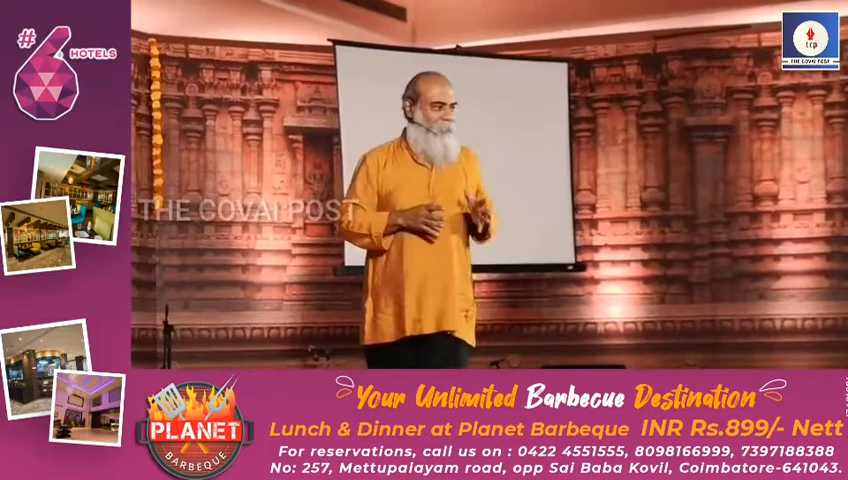 #6 HOTELS
tcp
THE COVAI POST
THE COVAI POST
PLANET
BARBECUE
Your Unlimited Barbecue Destination
Lunch & Dinner at Planet Barbeque INR Rs.899/- Nett
For reservations, call us on : 0422 4551555, 8098166999, 7397188388
No: 257, Mettupalayam road, opp Sai Baba Kovil, Coimbatore-641043.